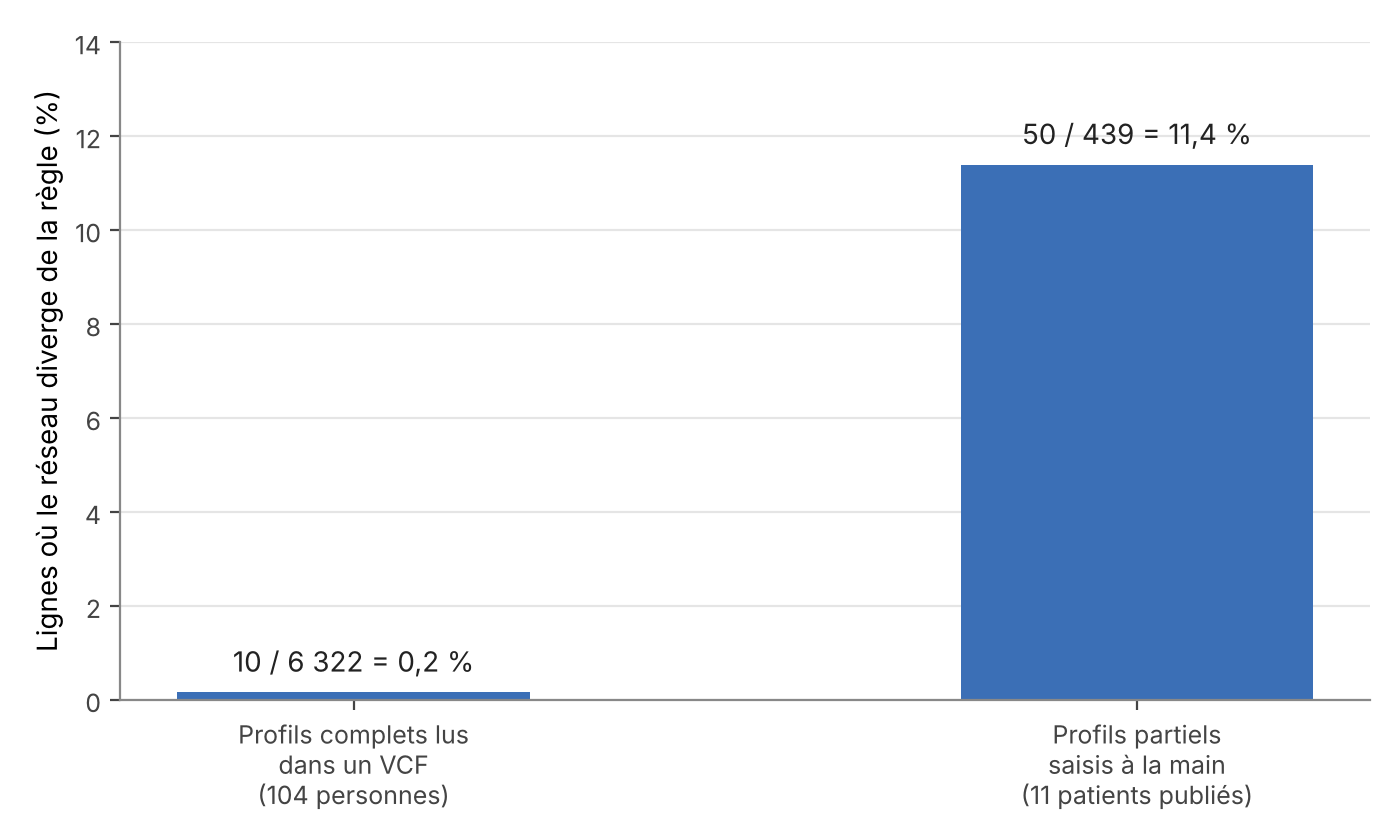 Lignes où le réseau diverge de la règle (%)
14
12
10
8
6
4
2
0
10 / 6 322 = 0,2 %
50 / 439 = 11,4 %
Profils complets lus
dans un VCF
(104 personnes)
Profils partiels
saisis à la main
(11 patients publiés)